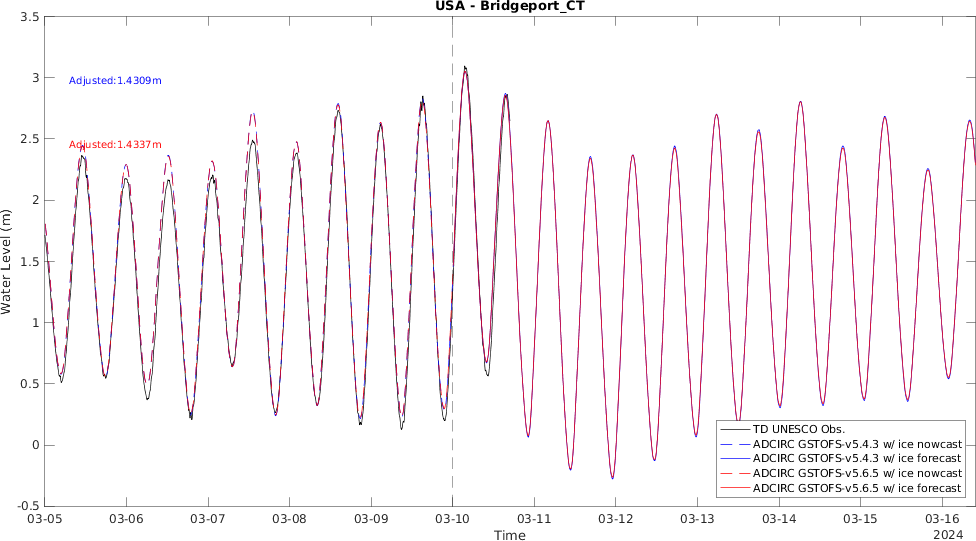 USA - Bridgeport_CT
3.5
3
2.5
2
1.5
1
0.5
0
-0.5
Water Level (m)
Adjusted:1.4309m
Adjusted:1.4337m
TD UNESCO Obs.
ADCIRC GSTOFS-v5.4.3 w/ ice nowcast
ADCIRC GSTOFS-v5.4.3 w/ ice forecast
ADCIRC GSTOFS-v5.6.5 w/ ice nowcast
ADCIRC GSTOFS-v5.6.5 w/ ice forecast
03-05 03-06 03-07 03-08 03-09 03-10 03-11 03-12 03-13 03-14 03-15 03-16
Time
2024